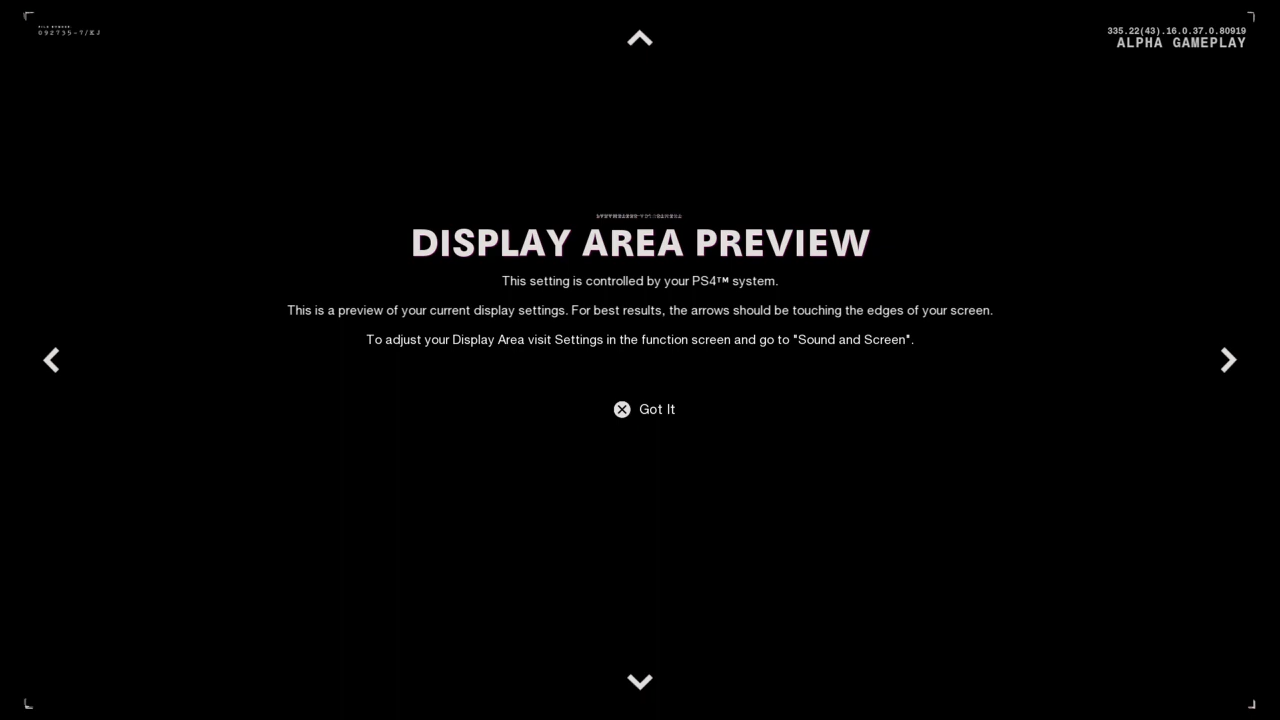 092735-7/KJ
335.22(43).16.0.37.0.80919
ALPHA GAMEPLAY
DISPLAY AREA PREVIEW
This setting is controlled by your PS4™ system.
This is a preview of your current display settings. For best results, the arrows should be touching the edges of your screen.
To adjust your Display Area visit Settings in the function screen and go to "Sound and Screen".
Got It